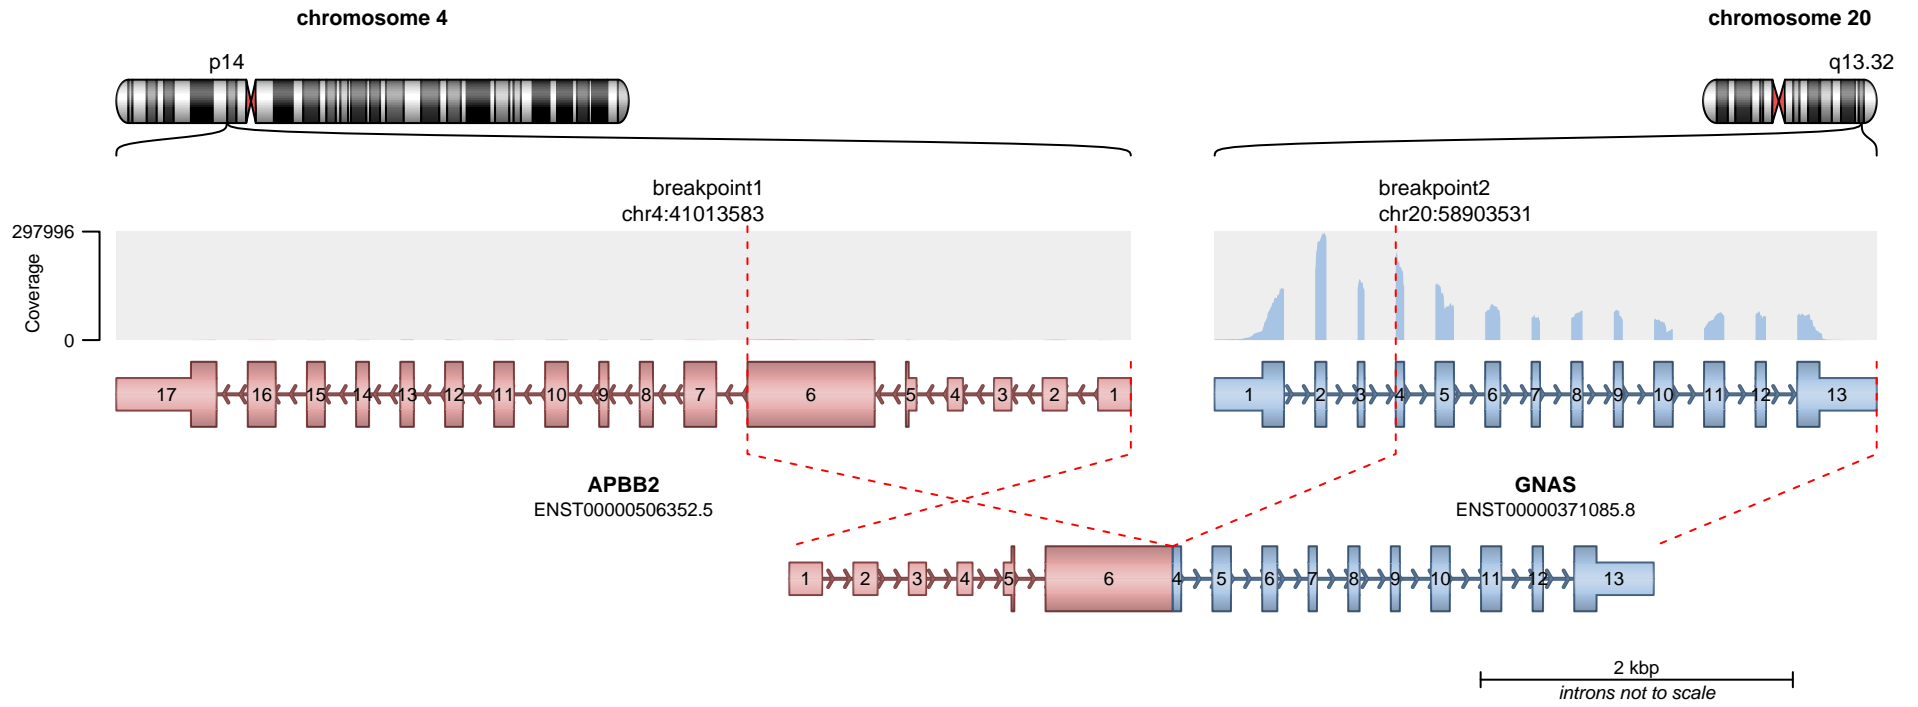 chromosome 4
chromosome 20
p14
q13.32
breakpoint1
chr4:41013583
breakpoint2
chr20:58903531
297996
Coverage
0
17 16 15 14 13 12 11 10 9 8 7 6 5 4 3 2 1
1 2 3 4 5 6 7 8 9 10 11 12 13
APBB2
ENST00000506352.5
GNAS
ENST00000371085.8
1 2 3 4 5 6 4 5 6 7 8 9 10 11 12 13
2 kbp
introns not to scale